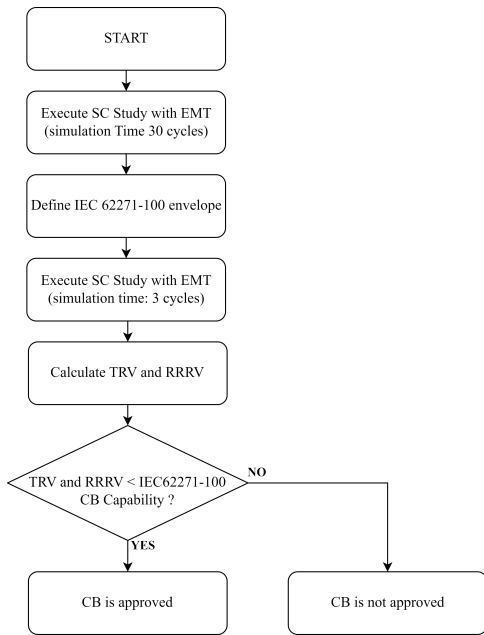 START
Execute SC Study with EMT
(simulation Time 30 cycles)
Define IEC 62271-100 envelope
Execute SC Study with EMT
(simulation time: 3 cycles)
Calculate TRV and RRRV
TRV and RRRV < IEC62271-100
CB Capability ?
NO
YES
CB is approved
CB is not approved